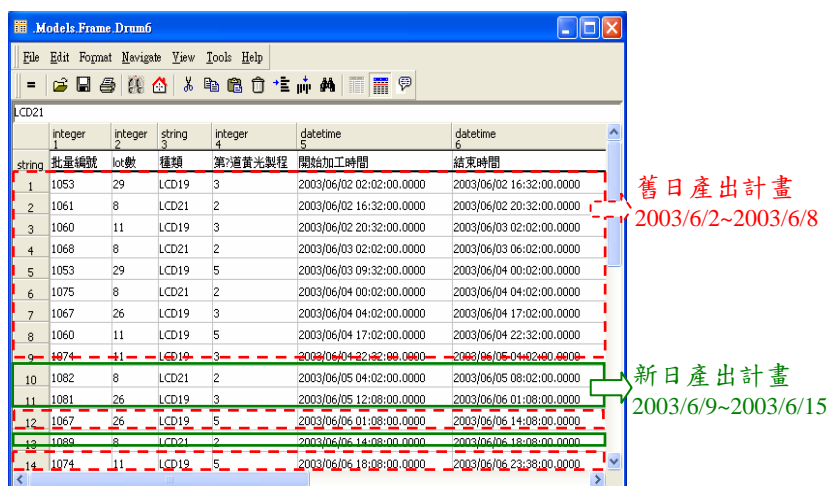 .Models.Frame.Drum6
File Edit Format Navigate View Tools Help
LCD21
integer integer string integer datetime datetime
1 2 3 4 5 6
string 批量編號 lot數 種類 第?道黄光製程 開始加工時間 結束時間
1 1053 29 LCD19 3 2003/06/02 02:02:00.0000 2003/06/02 16:32:00.0000
2 1061 8 LCD21 2 2003/06/02 16:32:00.0000 2003/06/02 20:32:00.0000
3 1060 11 LCD19 3 2003/06/02 20:32:00.0000 2003/06/03 02:02:00.0000
4 1068 8 LCD21 2 2003/06/03 02:02:00.0000 2003/06/03 06:02:00.0000
5 1053 29 LCD19 5 2003/06/03 09:32:00.0000 2003/06/04 00:02:00.0000
6 1075 8 LCD21 2 2003/06/04 00:02:00.0000 2003/06/04 04:02:00.0000
7 1067 26 LCD19 3 2003/06/04 04:02:00.0000 2003/06/04 17:02:00.0000
8 1060 11 LCD19 5 2003/06/04 17:02:00.0000 2003/06/04 22:32:00.0000
9 1074 11 LCD19 3 2003/06/04 22:32:00.0000 2003/06/05 04:02:00.0000
10 1082 8 LCD21 2 2003/06/05 04:02:00.0000 2003/06/05 08:02:00.0000
11 1081 26 LCD19 3 2003/06/05 12:08:00.0000 2003/06/06 01:08:00.0000
12 1067 26 LCD19 5 2003/06/06 01:08:00.0000 2003/06/06 14:08:00.0000
13 1089 8 LCD21 2 2003/06/06 14:08:00.0000 2003/06/06 18:08:00.0000
14 1074 11 LCD19 5 2003/06/06 18:08:00.0000 2003/06/06 23:38:00.0000
舊日產出計畫
2003/6/2~2003/6/8
新日產出計畫
2003/6/9~2003/6/15